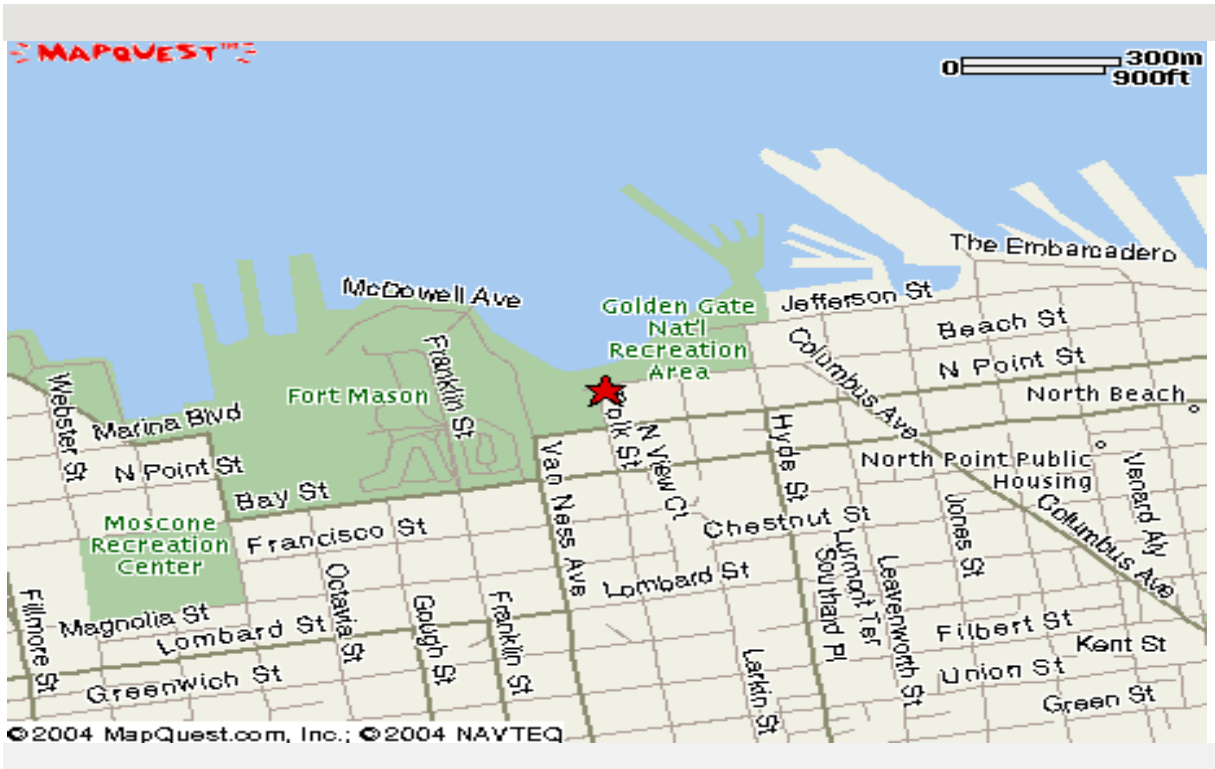 MAPQUEST™
0 300m
900ft
The Embarcadero
McDowell Ave
Jefferson St
Golden Gate
Nat'l
Recreation
Area
Beach St
Columbus Ave
N Point St
Franklin St
Fort Mason
North Beach
Webster St
Marina Blvd
Polk St
N View Ct
Hyde St
N Point St
Van Ness Ave
North Point Public
Housing
Venard Aly
Bay St
Columbus Ave
Jones St
Moscone
Recreation
Center
Francisco St
Chestnut St
Lurmont Ter
Southard Pl
Leavenworth St
Octavia St
Lombard St
Fillmore St
Magnolia St
Gough St
Franklin St
Lombard St
Filbert St
Kent St
Larkin St
Union St
Greenwich St
Green St
©2004 MapQuest.com, Inc.; ©2004 NAVTEQ